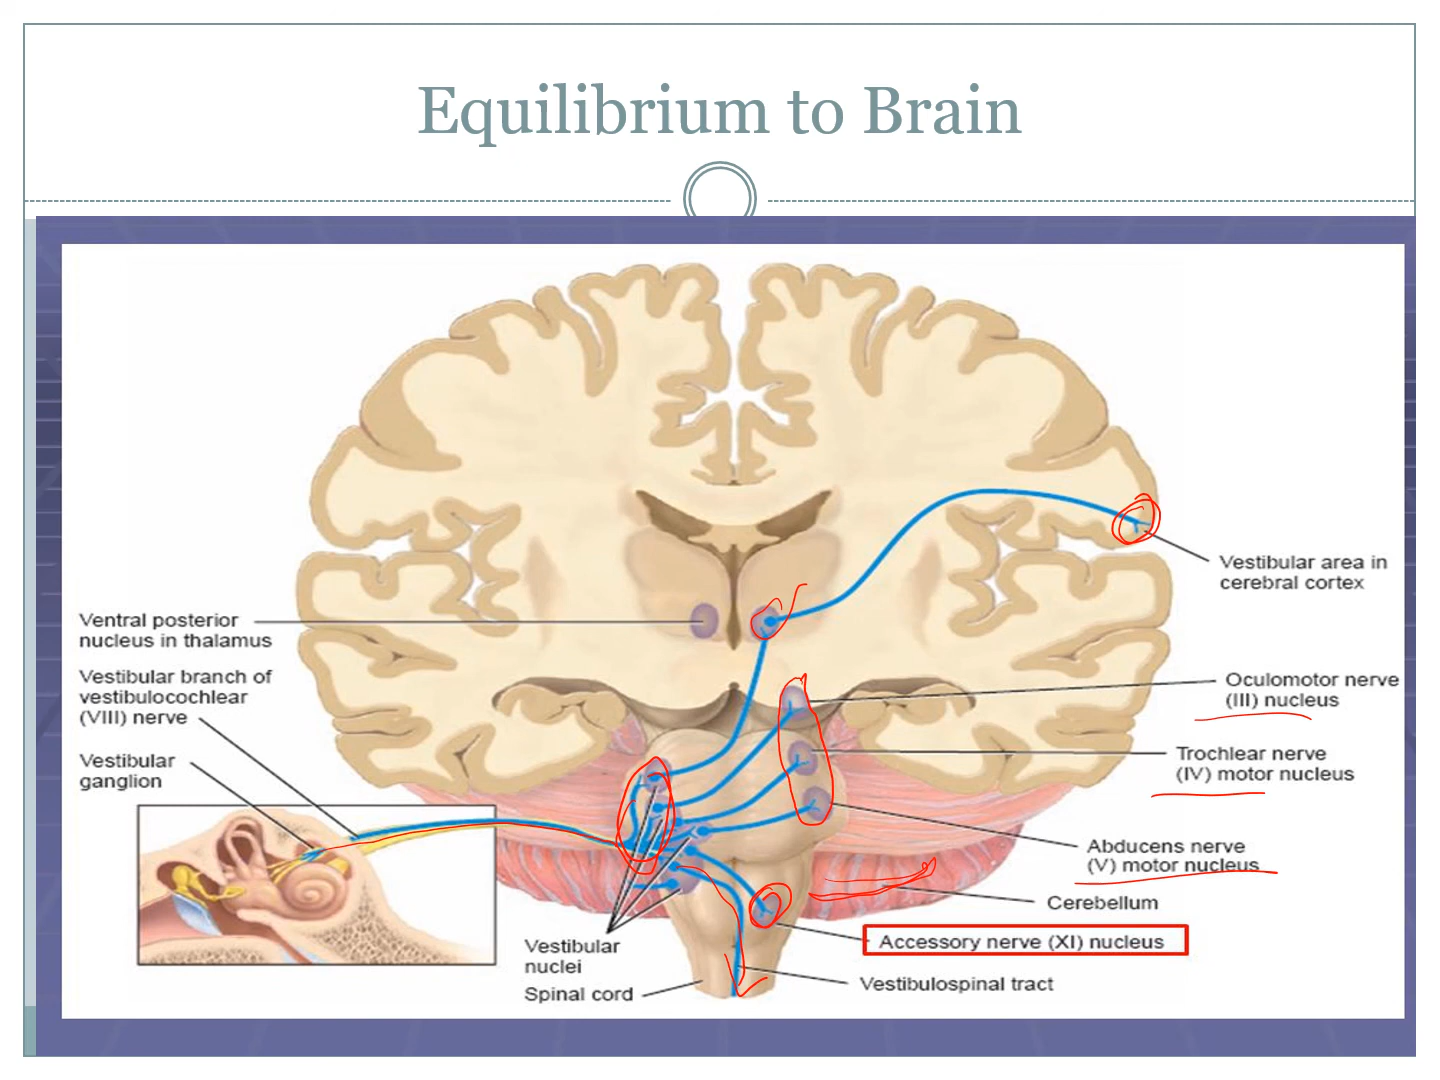 Equilibrium to Brain
Ventral posterior
nucleus in thalamus
Vestibular branch of
vestibulocochlear
(VIII) nerve
Vestibular
ganglion
Vestibular
nuclei
Spinal cord
Vestibular area in
cerebral cortex
Oculomotor nerve
(III) nucleus
Trochlear nerve
(IV) motor nucleus
Abducens nerve
(V) motor nucleus
Cerebellum
Accessory nerve (XI) nucleus
Vestibulospinal tract